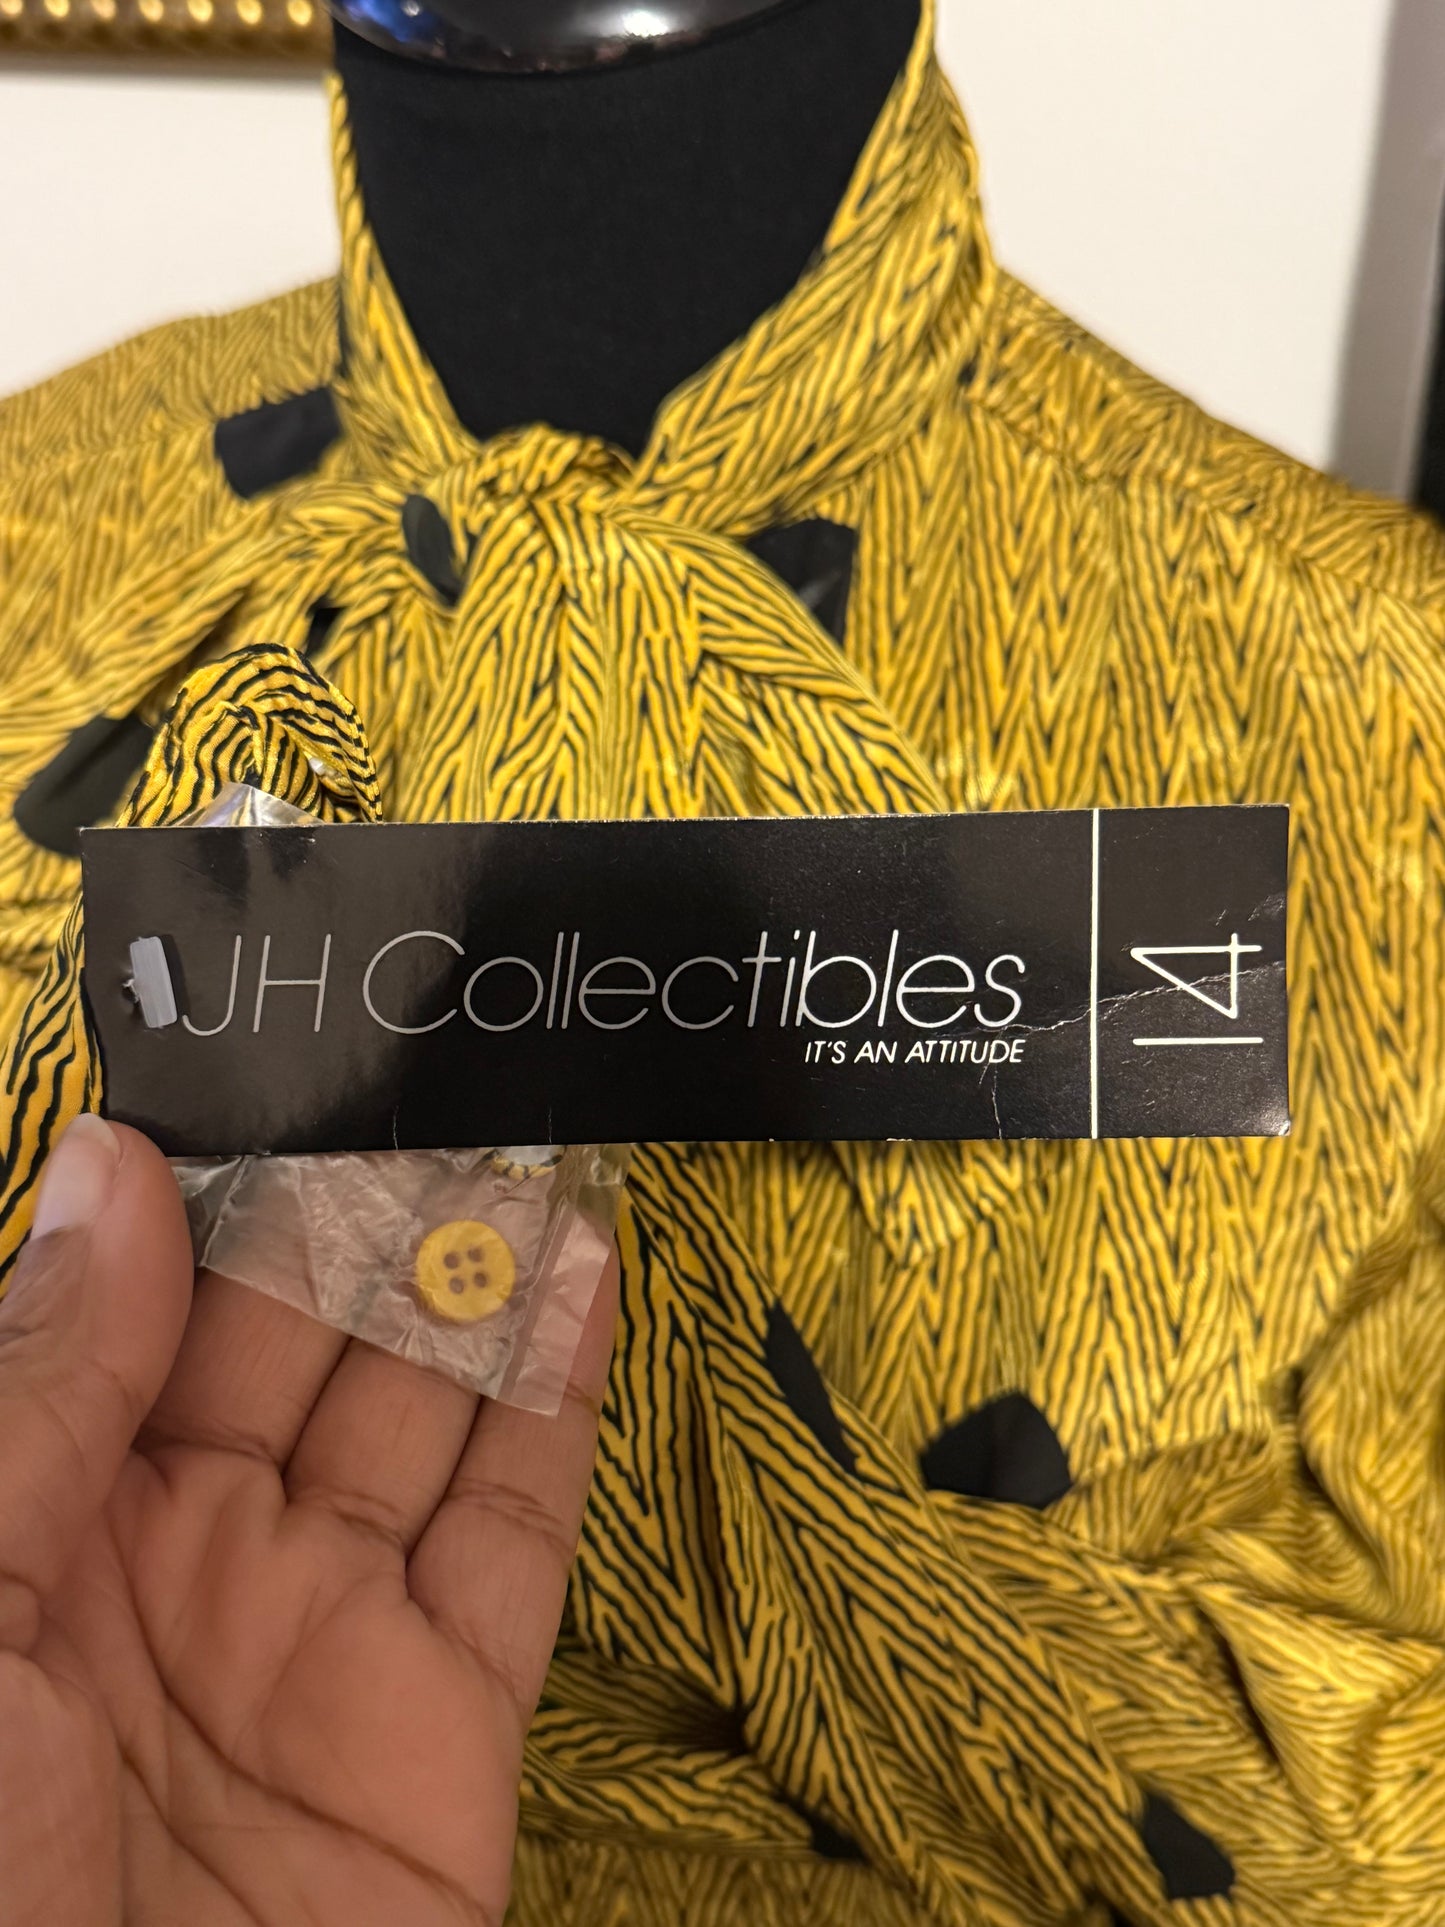 JH Collectibles
IT'S AN ATTITUDE
14